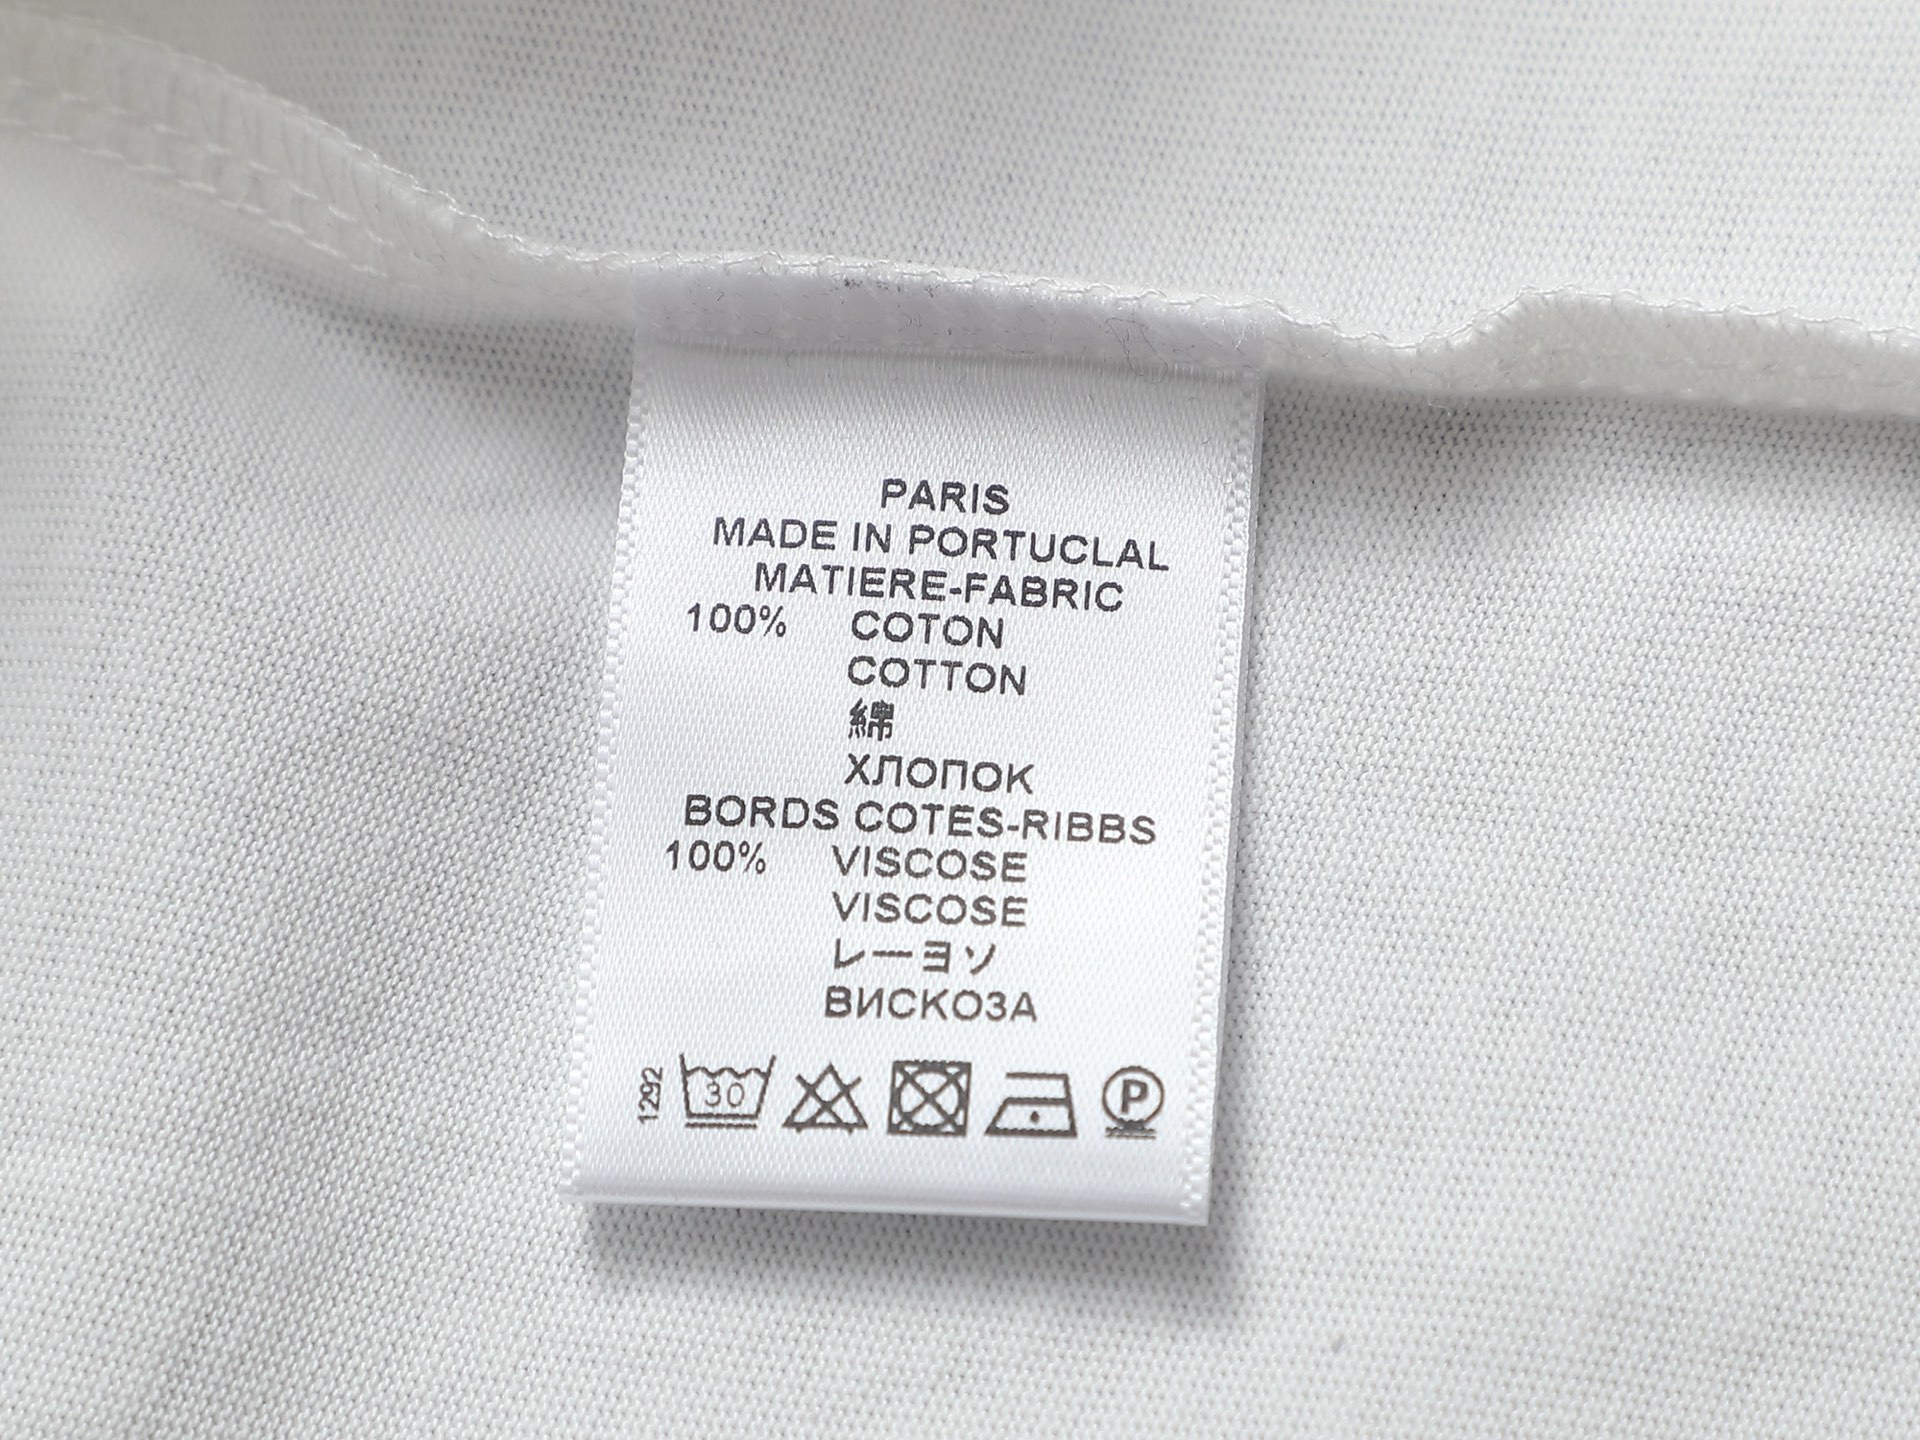 PARIS
MADE IN PORTUCLAL
MATIERE-FABRIC
100% COTON
COTTON
綿
ХЛОПОК
BORDS COTES-RIBBS
100% VISCOSE
VISCOSE
レーヨソ
ВИСКОЗА
1292
30
P